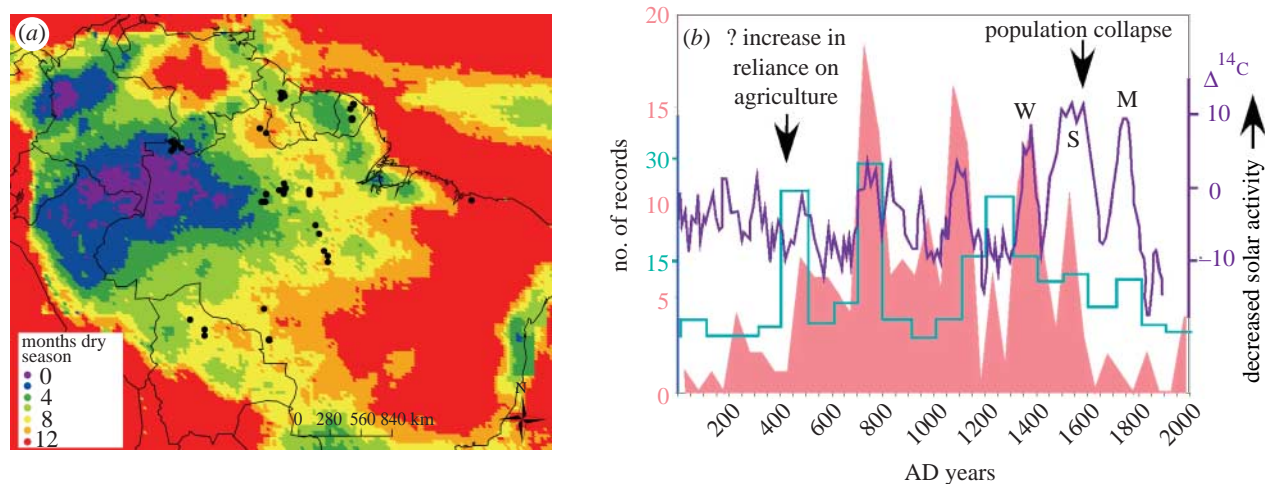 (a)
months dry
season
0
4
8
12
N
0 280 560 840 km
(b)
? increase in
reliance on
agriculture
population collapse
W
S
M
20
15
10
5
0
30
15
no. of records
Δ 14C
10
0
−10
decreased solar activity
200 400 600 800 1000 1200 1400 1600 1800 2000
AD years